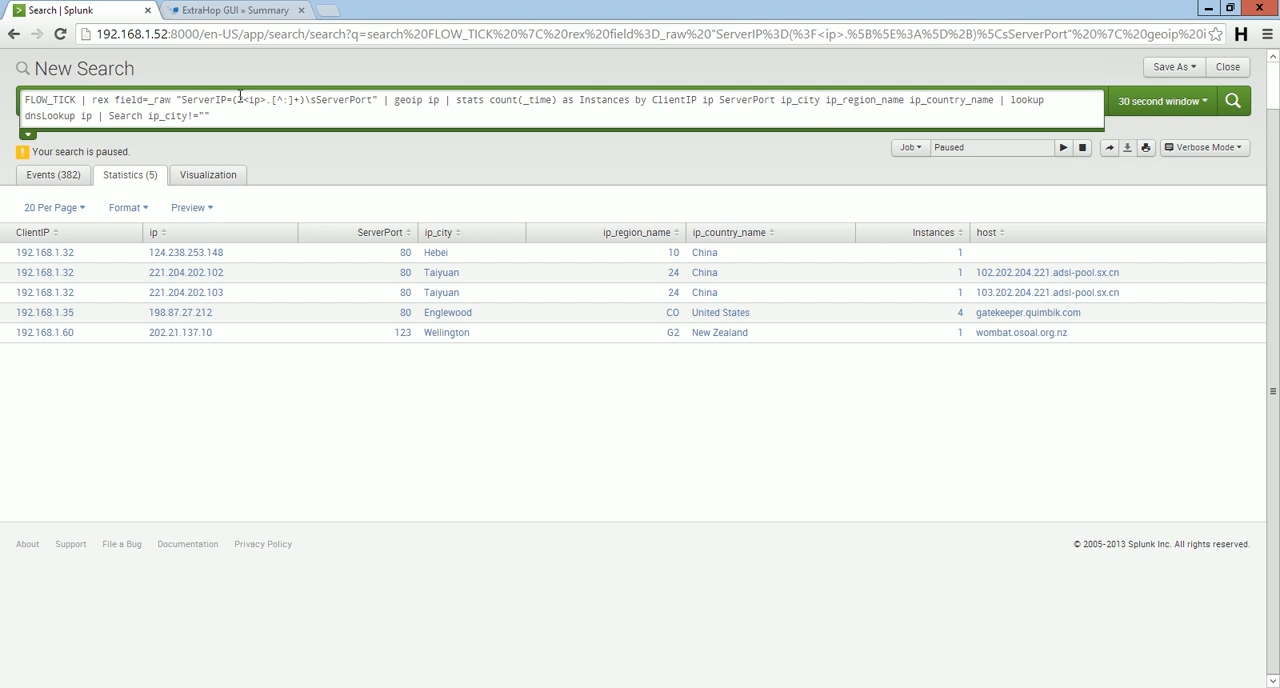 Search | Splunk
ExtraHop GUI » Summary
192.168.1.52:8000/en-US/app/search/search?q=search%20FLOW_TICK%20%7C%20rex%20field%3D_raw%20"ServerIP%3D(%3F<ip>.%5B%5E%3A%5D%2B)%5CsServerPort"%20%7C%20geoip%20i
New Search
Save As
Close
FLOW_TICK | rex field=_raw "ServerIP=(?<ip>.[^:]+)\sServerPort" | geoip ip | stats count(_time) as Instances by ClientIP ip ServerPort ip_city ip_region_name ip_country_name | lookup
dnsLookup ip | Search ip_city!=""
30 second window
Your search is paused.
Job
Paused
Verbose Mode
Events (382)
Statistics (5)
Visualization
20 Per Page
Format
Preview
ClientIP ip ServerPort ip_city ip_region_name ip_country_name Instances host
192.168.1.32 124.238.253.148 80 Hebei 10 China 1
192.168.1.32 221.204.202.102 80 Taiyuan 24 China 1 102.202.204.221.adsl-pool.sx.cn
192.168.1.32 221.204.202.103 80 Taiyuan 24 China 1 103.202.204.221.adsl-pool.sx.cn
192.168.1.35 198.87.27.212 80 Englewood CO United States 4 gatekeeper.quimbik.com
192.168.1.60 202.21.137.10 123 Wellington G2 New Zealand 1 wombat.osoal.org.nz
About
Support
File a Bug
Documentation
Privacy Policy
© 2005-2013 Splunk Inc. All rights reserved.